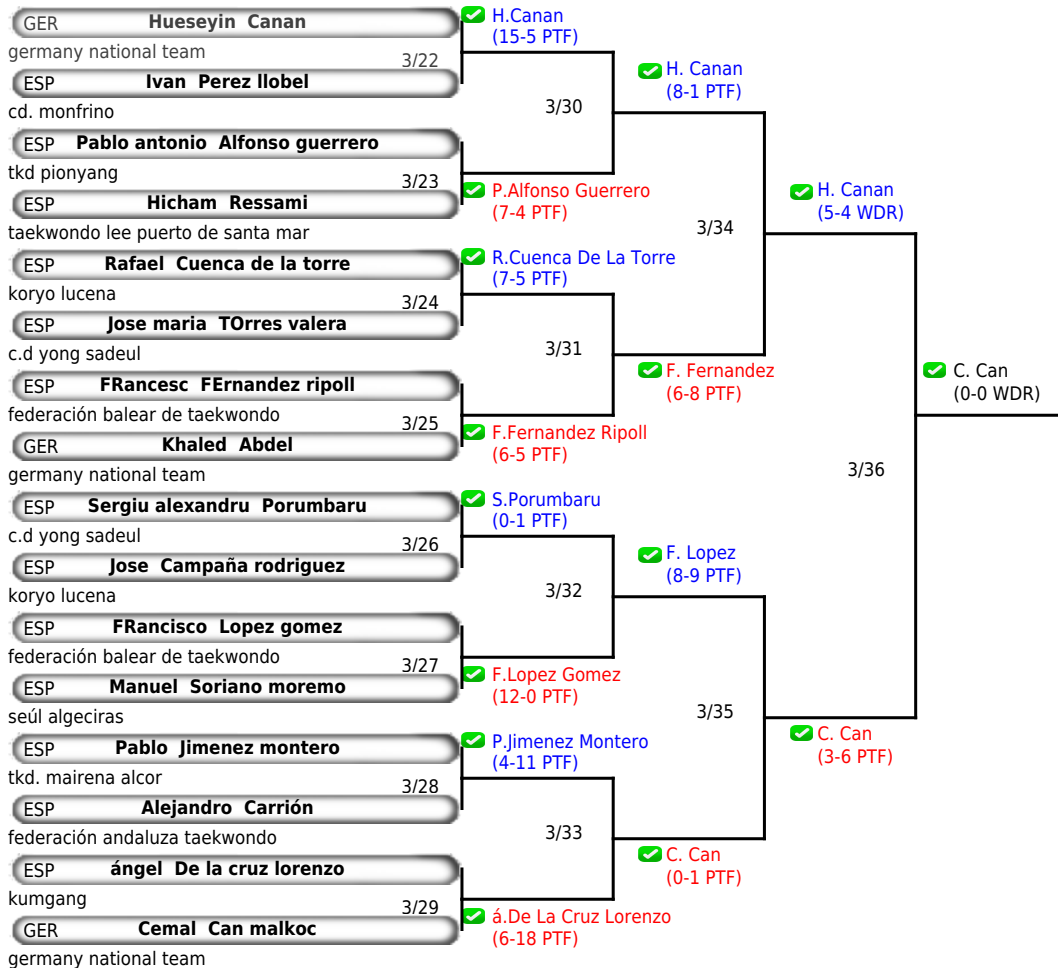 GER Hueseyin Canan
germany national team
3/22
ESP Ivan Perez llobel
cd. monfrino
ESP Pablo antonio Alfonso guerrero
tkd pionyang
3/23
ESP Hicham Ressami
taekwondo lee puerto de santa mar
ESP Rafael Cuenca de la torre
koryo lucena
3/24
ESP Jose maria TOrres valera
c.d yong sadeul
ESP FRancesc FErnandez ripoll
federación balear de taekwondo
3/25
GER Khaled Abdel
germany national team
ESP Sergiu alexandru Porumbaru
c.d yong sadeul
3/26
ESP Jose Campaña rodriguez
koryo lucena
ESP FRancisco Lopez gomez
federación balear de taekwondo
3/27
ESP Manuel Soriano moremo
seúl algeciras
ESP Pablo Jimenez montero
tkd. mairena alcor
3/28
ESP Alejandro Carrión
federación andaluza taekwondo
ESP ángel De la cruz lorenzo
kumgang
3/29
GER Cemal Can malkoc
germany national team
H.Canan
(15-5 PTF)
3/30
P.Alfonso Guerrero
(7-4 PTF)
R.Cuenca De La Torre
(7-5 PTF)
3/31
F.Fernandez Ripoll
(6-5 PTF)
S.Porumbaru
(0-1 PTF)
3/32
F.Lopez Gomez
(12-0 PTF)
P.Jimenez Montero
(4-11 PTF)
3/33
á.De La Cruz Lorenzo
(6-18 PTF)
H. Canan
(8-1 PTF)
3/34
F. Fernandez
(6-8 PTF)
F. Lopez
(8-9 PTF)
3/35
C. Can
(0-1 PTF)
H. Canan
(5-4 WDR)
3/36
C. Can
(3-6 PTF)
C. Can
(0-0 WDR)